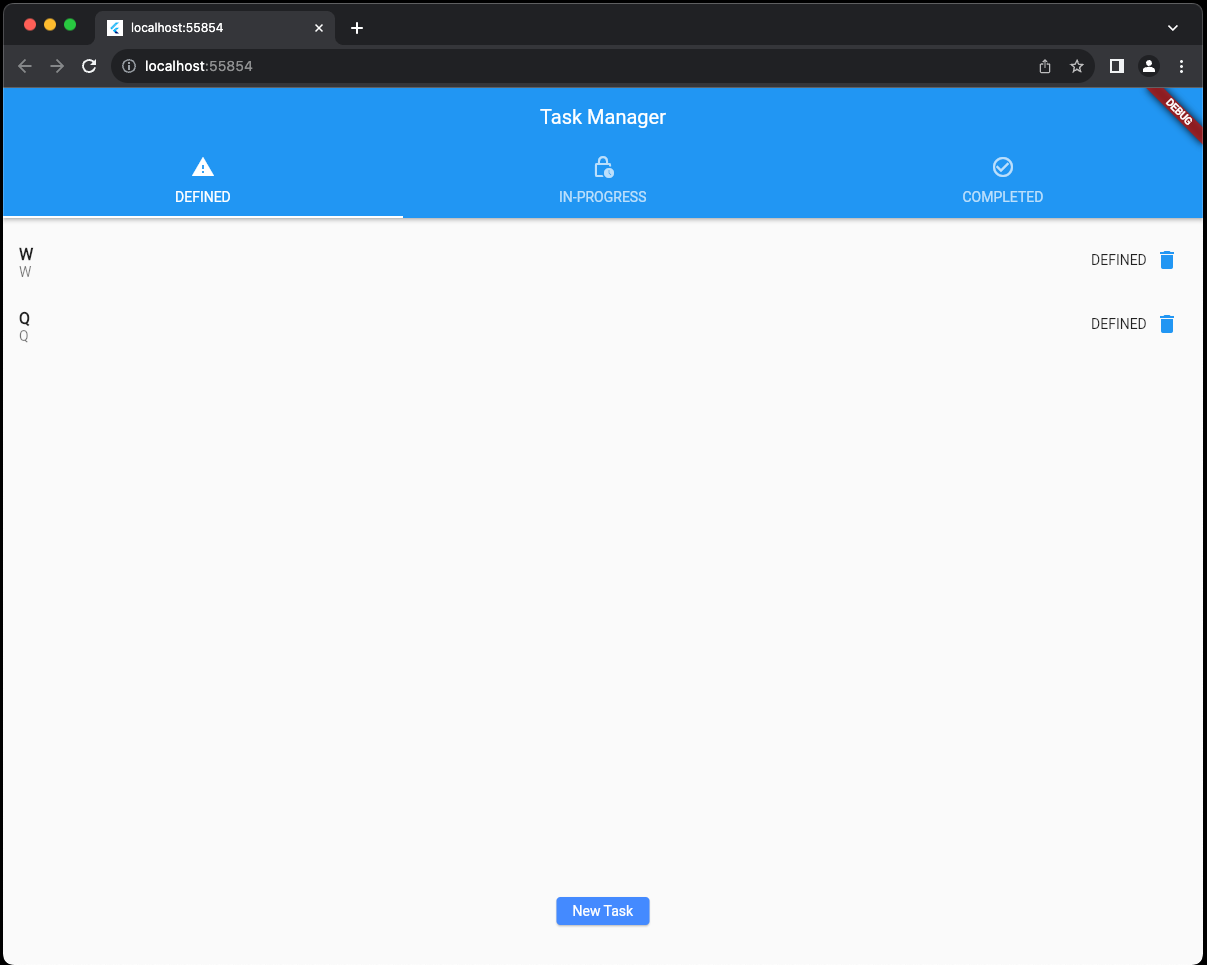 localhost:55854
localhost:55854
DEBUG
Task Manager
DEFINED
IN-PROGRESS
COMPLETED
W
W
DEFINED
Q
Q
DEFINED
New Task